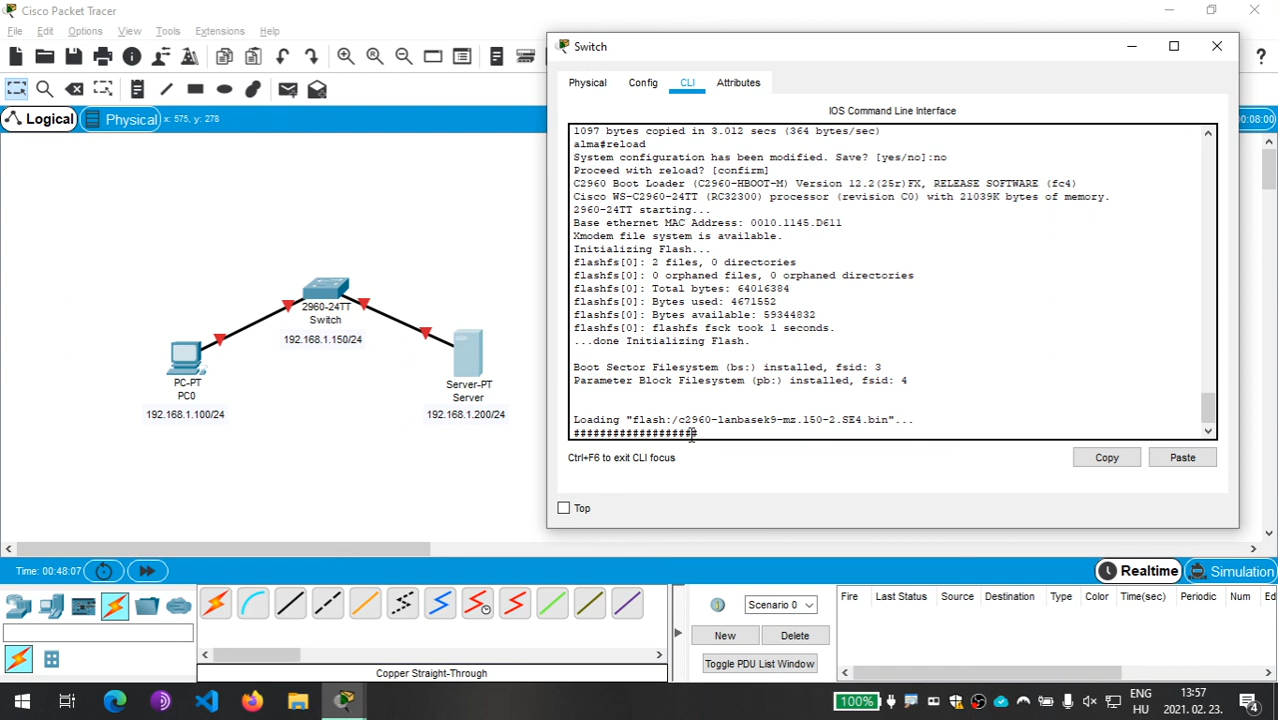 Cisco Packet Tracer
File Edit Options View Tools Extensions Help
Logical
Physical x: 575, y: 278
:08:00
2960-24TT
Switch
192.168.1.150/24
PC-PT
PC0
192.168.1.100/24
Server-PT
Server
192.168.1.200/24
Switch
Physical Config CLI Attributes
IOS Command Line Interface
1097 bytes copied in 3.012 secs (364 bytes/sec)
alma#reload
System configuration has been modified. Save? [yes/no]:no
Proceed with reload? [confirm]
C2960 Boot Loader (C2960-HBOOT-M) Version 12.2(25r)FX, RELEASE SOFTWARE (fc4)
Cisco WS-C2960-24TT (RC32300) processor (revision C0) with 21039K bytes of memory.
2960-24TT starting...
Base ethernet MAC Address: 0010.1145.D611
Xmodem file system is available.
Initializing Flash...
flashfs[0]: 2 files, 0 directories
flashfs[0]: 0 orphaned files, 0 orphaned directories
flashfs[0]: Total bytes: 64016384
flashfs[0]: Bytes used: 4671552
flashfs[0]: Bytes available: 59344832
flashfs[0]: flashfs fsck took 1 seconds.
...done Initializing Flash.
Boot Sector Filesystem (bs:) installed, fsid: 3
Parameter Block Filesystem (pb:) installed, fsid: 4
Loading "flash:/c2960-lanbasek9-mz.150-2.SE4.bin"...
###################
Ctrl+F6 to exit CLI focus
Copy
Paste
Top
Time: 00:48:07
Realtime
Simulation
Scenario 0
New
Delete
Toggle PDU List Window
Fire Last Status Source Destination Type Color Time(sec) Periodic Num Ed
Copper Straight-Through
100%
ENG
HU
13:57
2021. 02. 23.
4